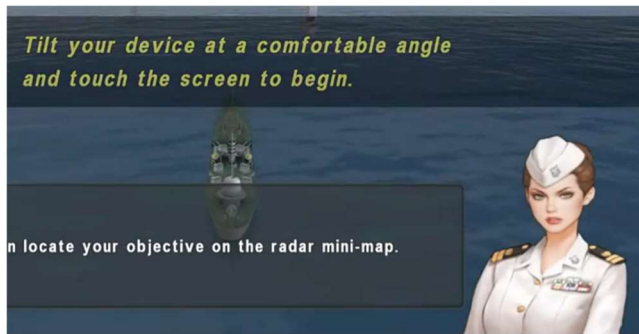 Tilt your device at a comfortable angle
and touch the screen to begin.
n locate your objective on the radar mini-map.